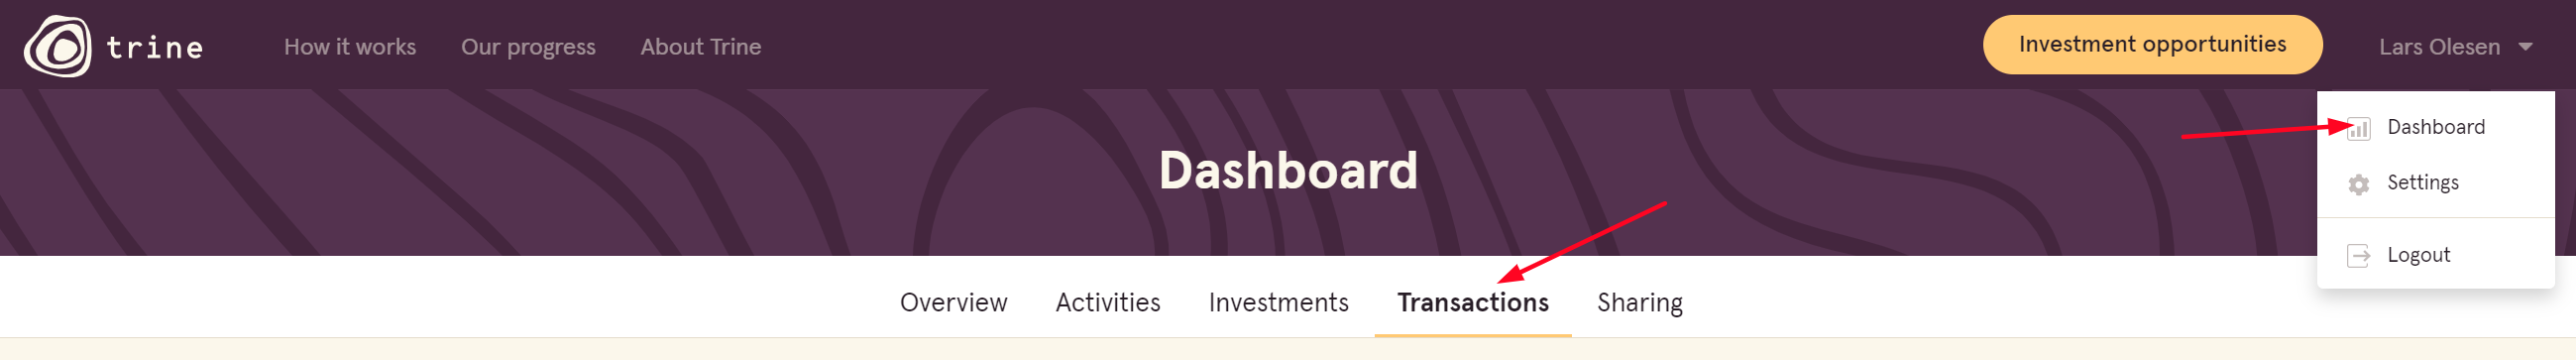 trine How it works Our progress About Trine Investment opportunities Lars Olesen
Dashboard
Settings
Logout
Dashboard
Overview Activities Investments Transactions Sharing